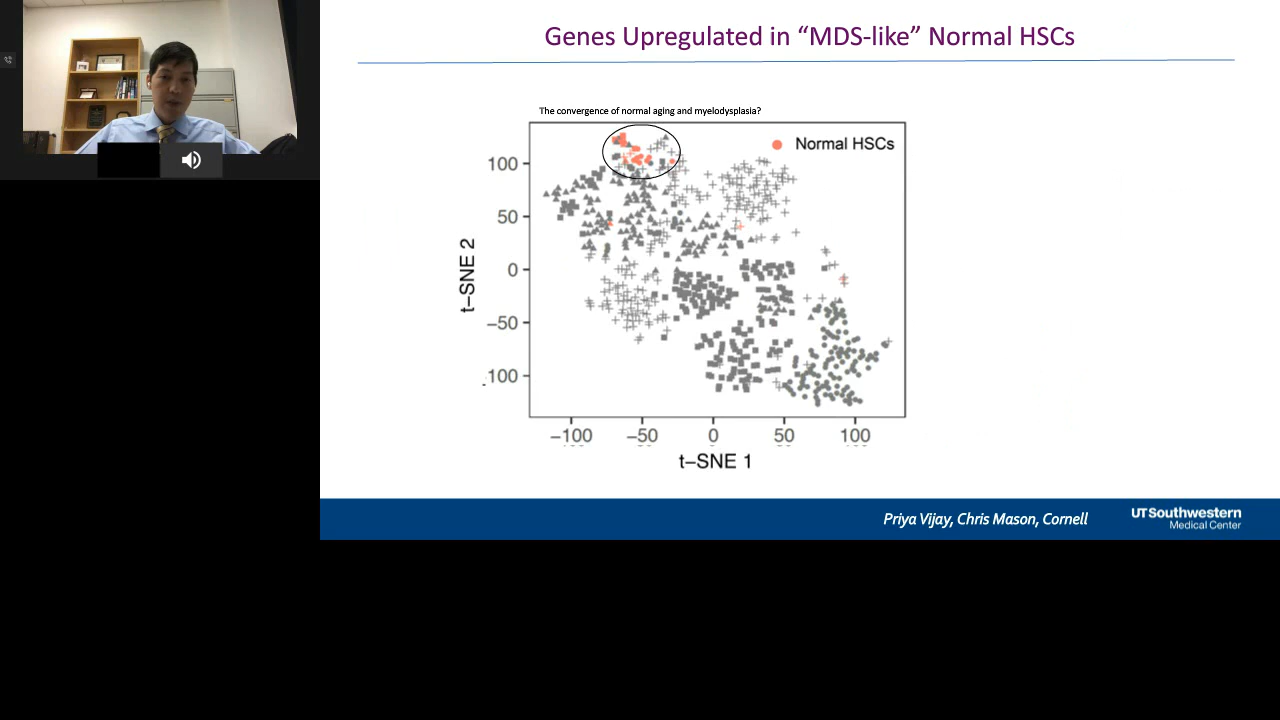 Genes Upregulated in “MDS-like” Normal HSCs
The convergence of normal aging and myelodysplasia?
Normal HSCs
100
50
0
−50
100
t−SNE 2
−100 −50 0 50 100
t−SNE 1
Priya Vijay, Chris Mason, Cornell
UTSouthwestern
Medical Center